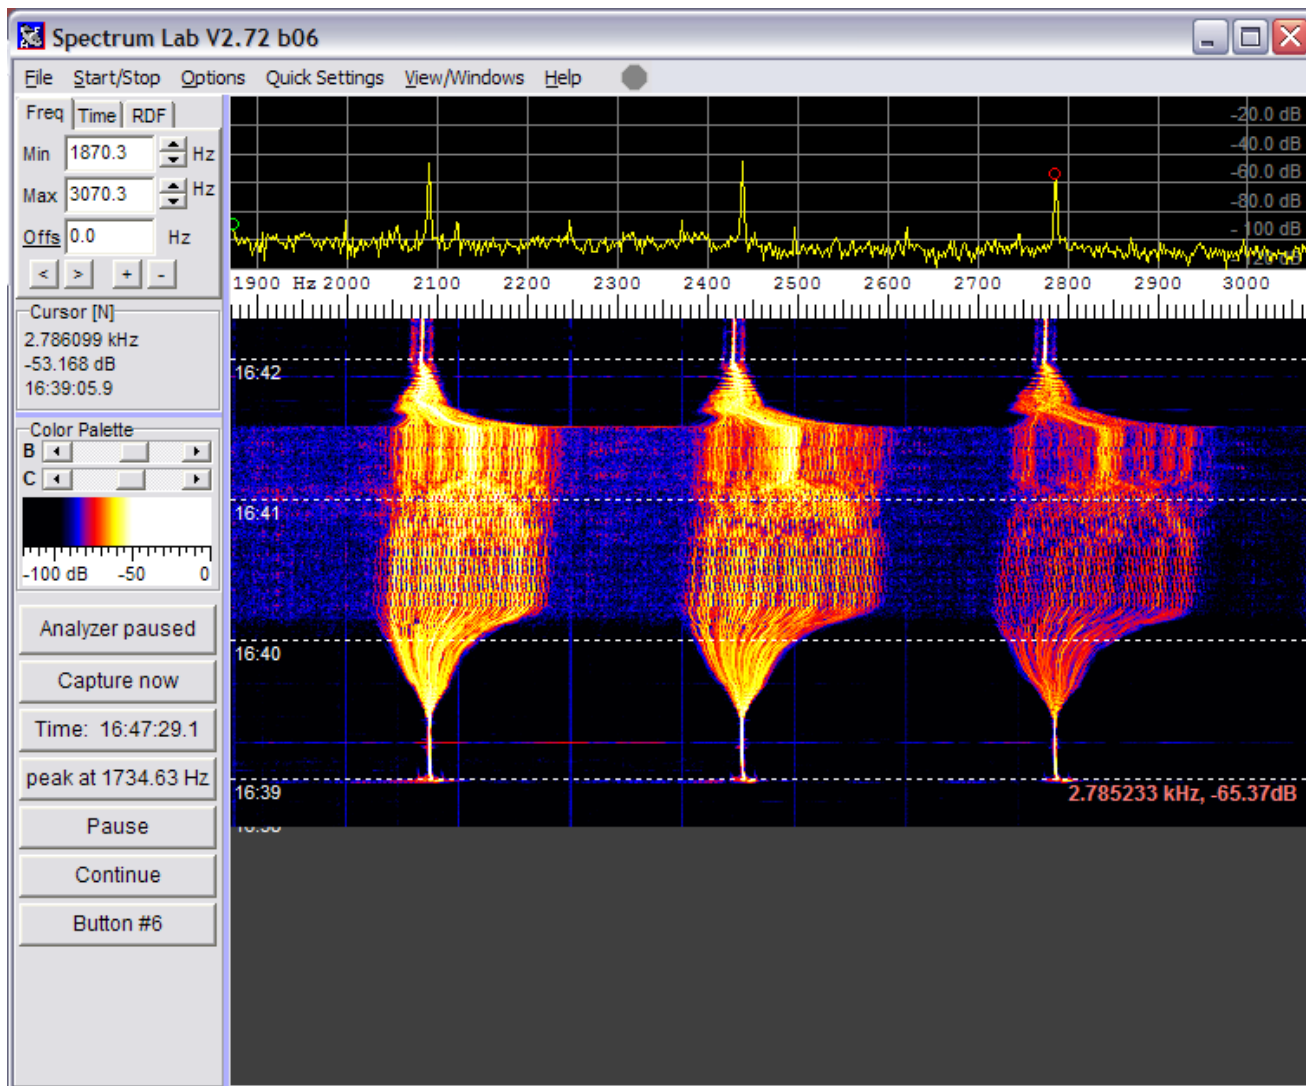 Spectrum Lab V2.72 b06
File Start/Stop Options Quick Settings View/Windows Help
Freq Time RDF
Min 1870.3 Hz
Max 3070.3 Hz
Offs 0.0 Hz
< > + -
Cursor [N]
2.786099 kHz
-53.168 dB
16:39:05.9
Color Palette
B
C
-100 dB -50 0
Analyzer paused
Capture now
Time: 16:47:29.1
peak at 1734.63 Hz
Pause
Continue
Button #6
-20.0 dB
-40.0 dB
-60.0 dB
-80.0 dB
-100 dB
-120 dB
1900 Hz 2000 2100 2200 2300 2400 2500 2600 2700 2800 2900 3000
16:42
16:41
16:40
16:39
2.785233 kHz, -65.37dB